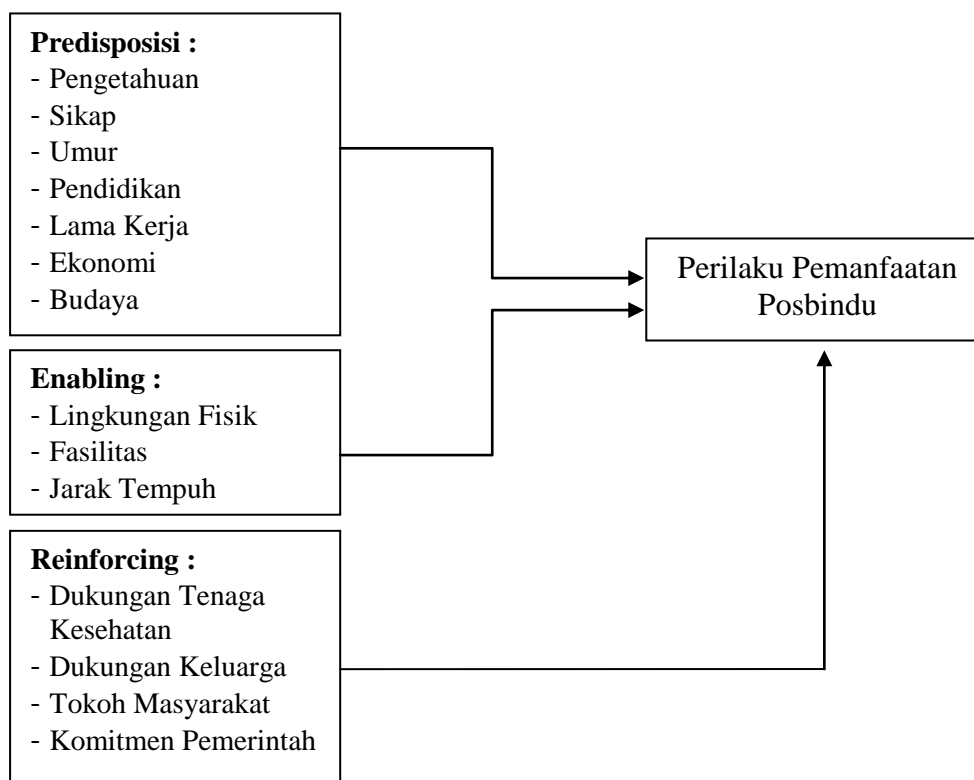 Predisposisi :
- Pengetahuan
- Sikap
- Umur
- Pendidikan
- Lama Kerja
- Ekonomi
- Budaya
Enabling :
- Lingkungan Fisik
- Fasilitas
- Jarak Tempuh
Reinforcing :
- Dukungan Tenaga
Kesehatan
- Dukungan Keluarga
- Tokoh Masyarakat
- Komitmen Pemerintah
Perilaku Pemanfaatan
Posbindu